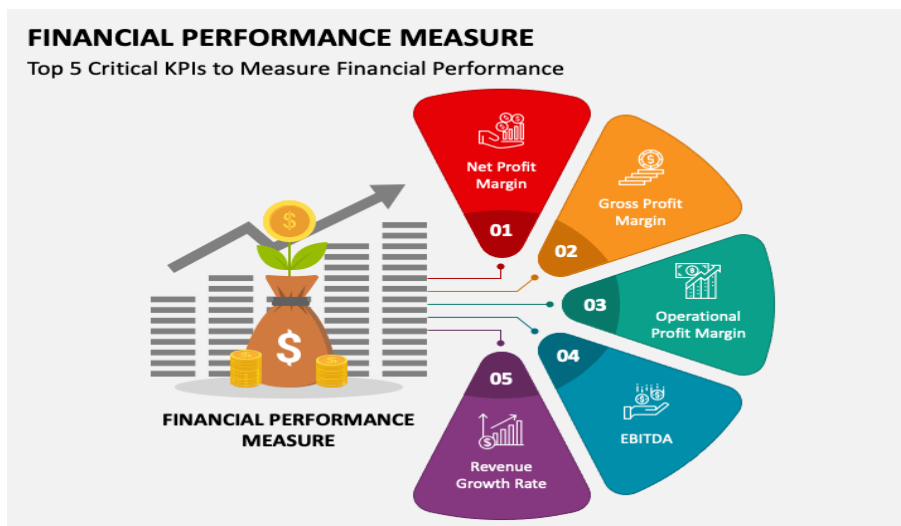 FINANCIAL PERFORMANCE MEASURE
Top 5 Critical KPIs to Measure Financial Performance
Net Profit
Margin
01
Gross Profit
Margin
02
03
Operational
Profit Margin
04
EBITDA
05
Revenue
Growth Rate
$
$
FINANCIAL PERFORMANCE
MEASURE